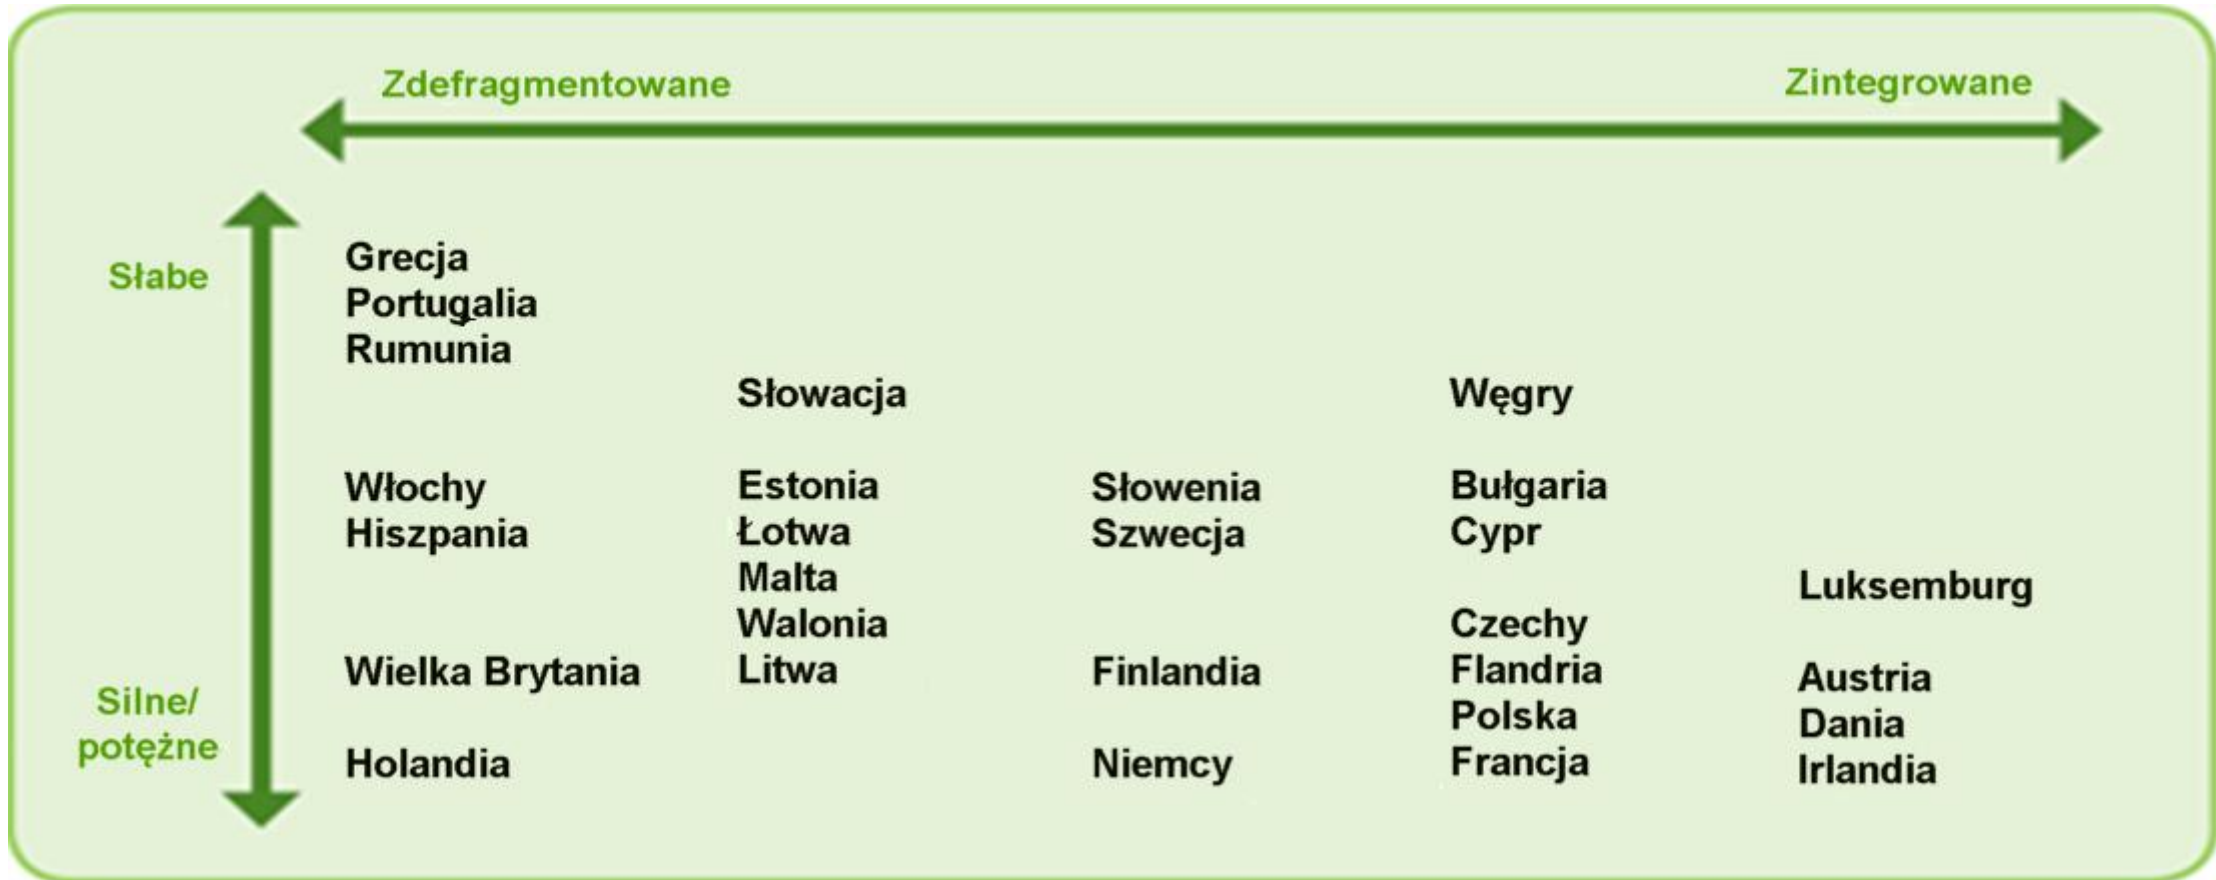 Zdefragmentowane
Zintegrowane
Słabe
Silne/
potężne
Grecja
Portugalia
Rumunia
Włochy
Hiszpania
Wielka Brytania
Holandia
Słowacja
Estonia
Łotwa
Malta
Walonia
Litwa
Słowenia
Szwecja
Finlandia
Niemcy
Węgry
Bułgaria
Cypr
Czechy
Flandria
Polska
Francja
Luksemburg
Austria
Dania
Irlandia